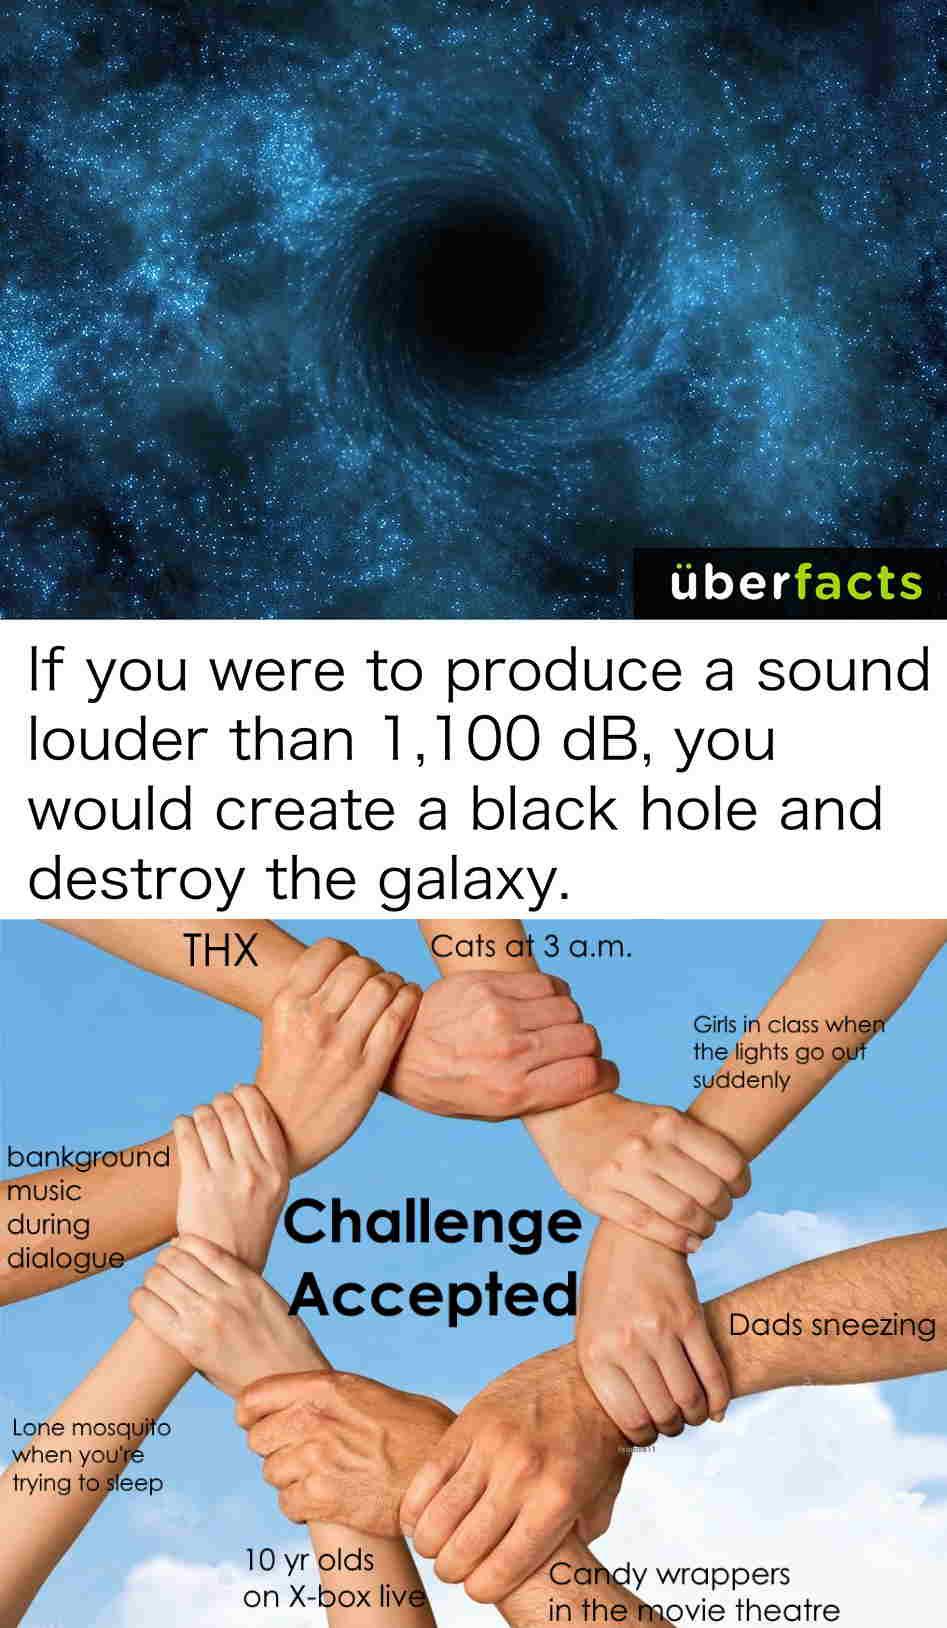 überfacts
If you were to produce a sound
louder than 1,100 dB, you
would create a black hole and
destroy the galaxy.
THX
Cats at 3 a.m.
Girls in class when
the lights go out
suddenly
bankground
music
during
dialogue
Challenge
Accepted
Dads sneezing
Lone mosquito
when you're
trying to sleep
10 yr olds
on X-box live
Candy wrappers
in the movie theatre